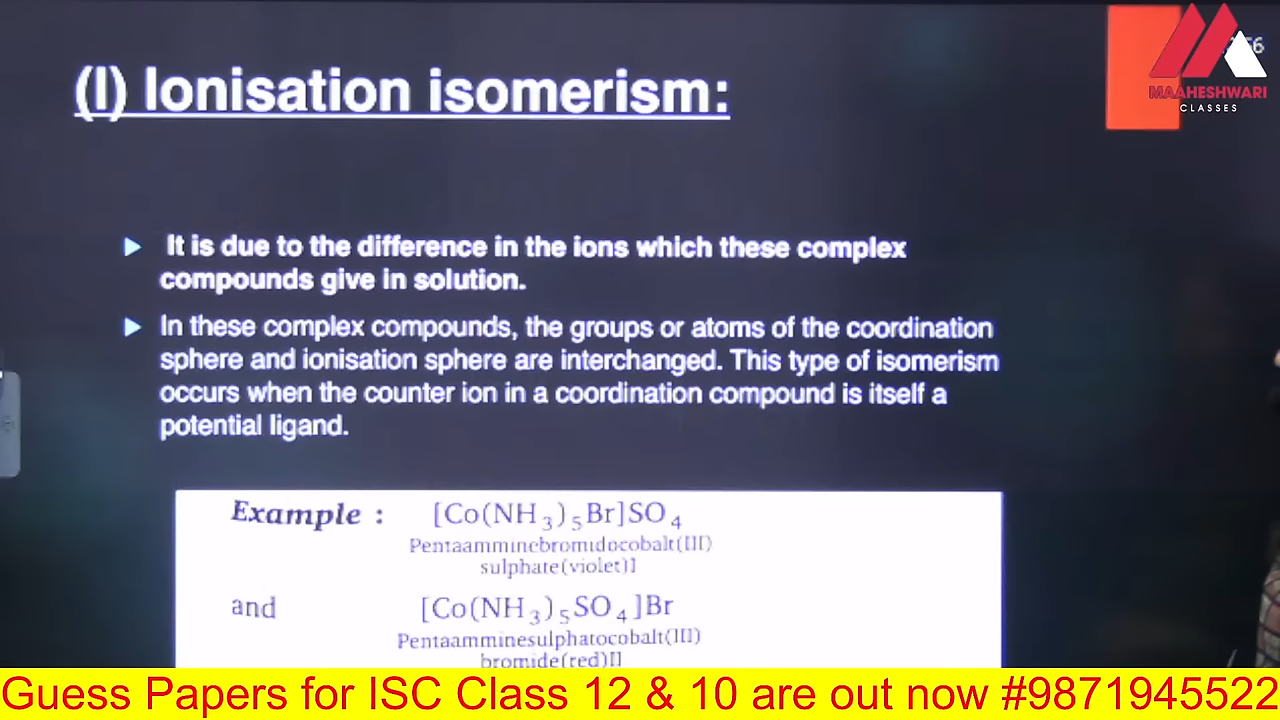 (I) Ionisation isomerism:
MAAHESHWARI
CLASSES
It is due to the difference in the ions which these complex
compounds give in solution.
In these complex compounds, the groups or atoms of the coordination
sphere and ionisation sphere are interchanged. This type of isomerism
occurs when the counter ion in a coordination compound is itself a
potential ligand.
Example : [Co(NH₃)₅Br]SO₄
Pentaamminebromidocobalt(III)
sulphate(violet)I
and [Co(NH₃)₅SO₄]Br
Pentaamminesulphatocobalt(III)
bromide(red)II
Guess Papers for ISC Class 12 & 10 are out now #9871945522